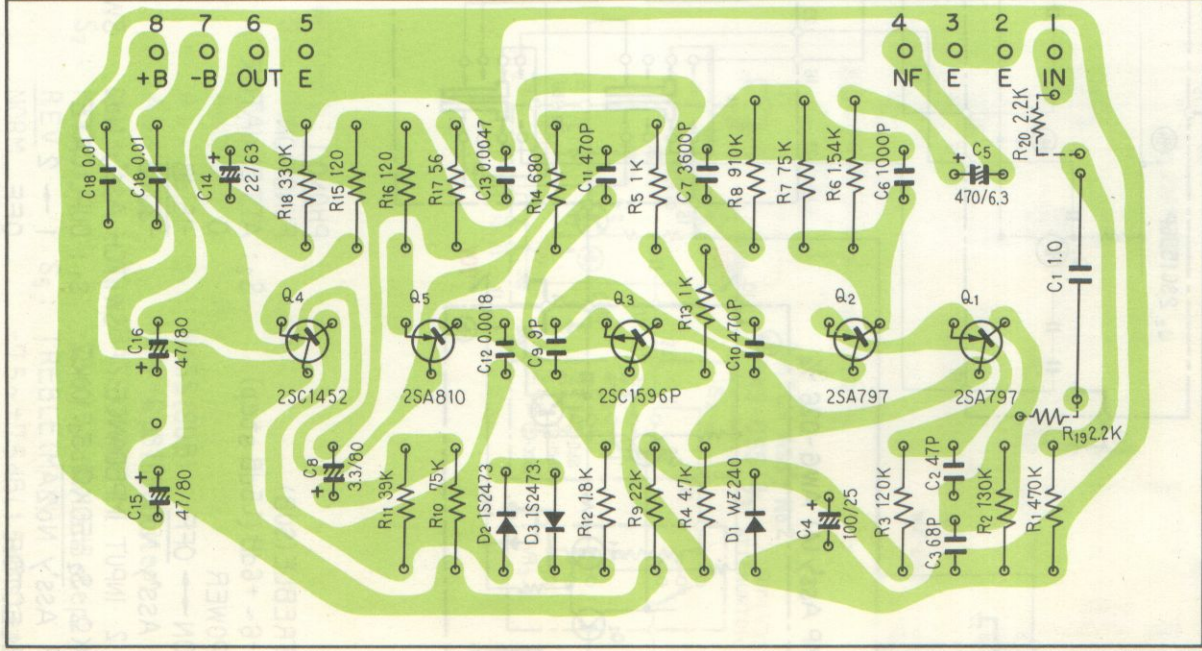 8 7 6 5 4 3 2 1
+B -B OUT E NF E E IN
R20 2.2K
C18 0.01
C18 0.01
C14 + 22/63
R18 330K
R15 120
R16 120
R17 56
C13 0.0047
R14 680
C11 470P
R5 1K
C7 3600P
R8 910K
R7 75K
R6 1.54K
C6 1000P
+ C5
470/6.3
C1 1.0
C16 +
47/80
Q4
2SC1452
Q5
2SA810
C12 0.0018
C9 9P
Q3
2SC1596P
R13 1K
C10 470P
Q2
2SA797
Q1
2SA797
R19 2.2K
C15 +
47/80
C8 +
3.3/80
R11 39K
R10 75K
D2 1S2473
D3 1S2473
R12 1.8K
R9 22K
R4 4.7K
D1 WZ240
C4 +
100/25
R3 120K
C2 47P
C3 68P
R2 130K
R1 470K